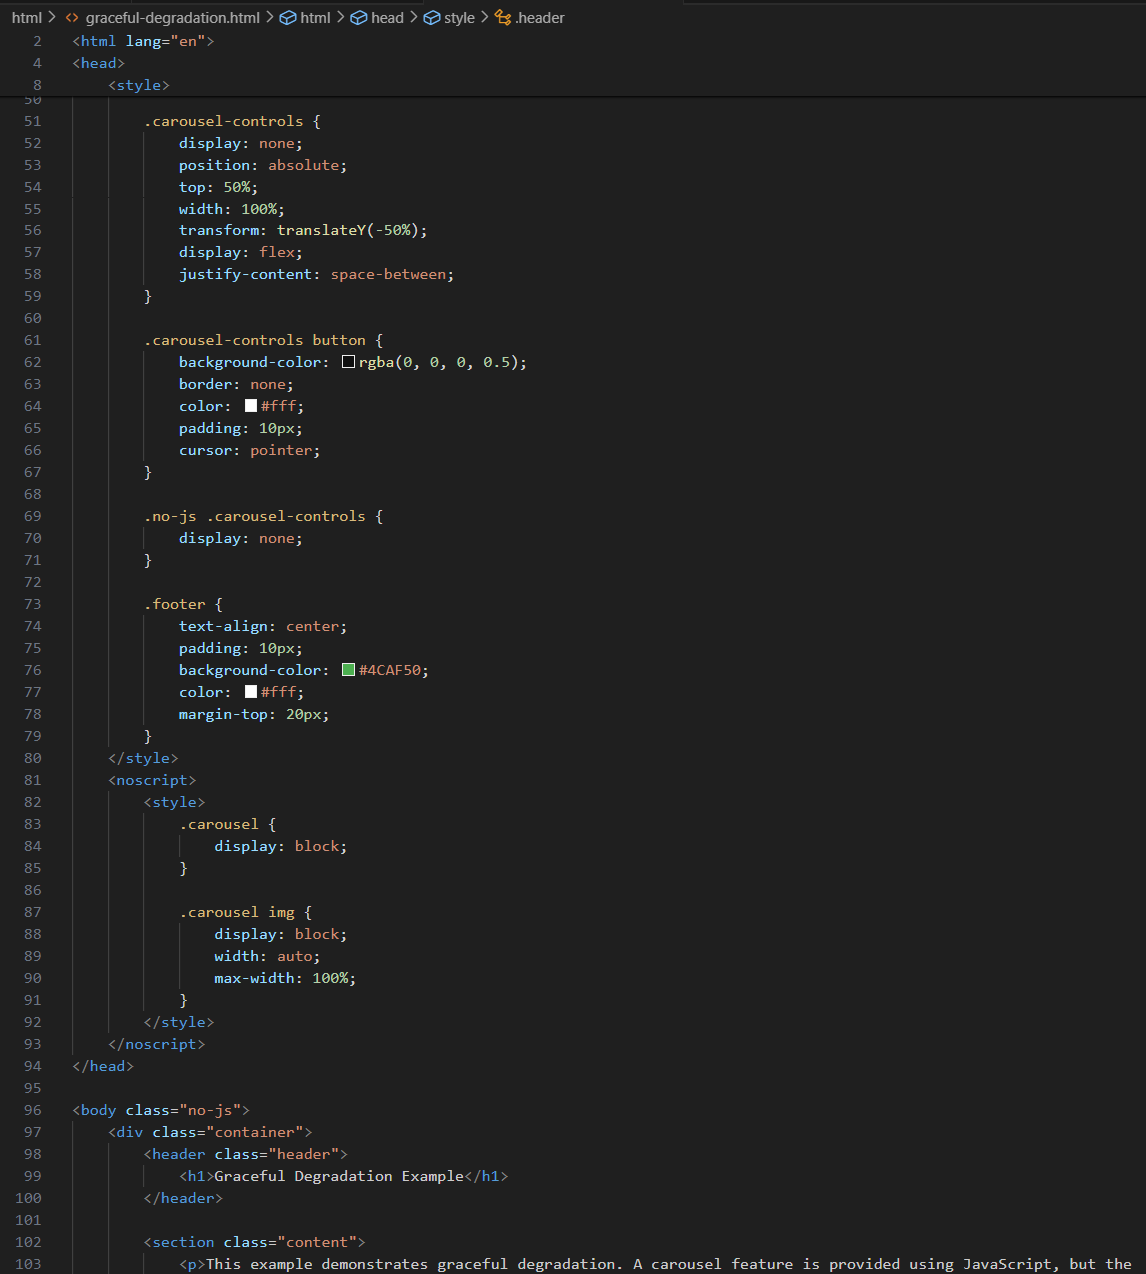 html > graceful-degradation.html > html > head > style > .header
2 <html lang="en">
4 <head>
8 <style>
50
51 .carousel-controls {
52 display: none;
53 position: absolute;
54 top: 50%;
55 width: 100%;
56 transform: translateY(-50%);
57 display: flex;
58 justify-content: space-between;
59 }
60
61 .carousel-controls button {
62 background-color: rgba(0, 0, 0, 0.5);
63 border: none;
64 color: #fff;
65 padding: 10px;
66 cursor: pointer;
67 }
68
69 .no-js .carousel-controls {
70 display: none;
71 }
72
73 .footer {
74 text-align: center;
75 padding: 10px;
76 background-color: #4CAF50;
77 color: #fff;
78 margin-top: 20px;
79 }
80 </style>
81 <noscript>
82 <style>
83 .carousel {
84 display: block;
85 }
86
87 .carousel img {
88 display: block;
89 width: auto;
90 max-width: 100%;
91 }
92 </style>
93 </noscript>
94 </head>
95
96 <body class="no-js">
97 <div class="container">
98 <header class="header">
99 <h1>Graceful Degradation Example</h1>
100 </header>
101
102 <section class="content">
103 <p>This example demonstrates graceful degradation. A carousel feature is provided using JavaScript, but the